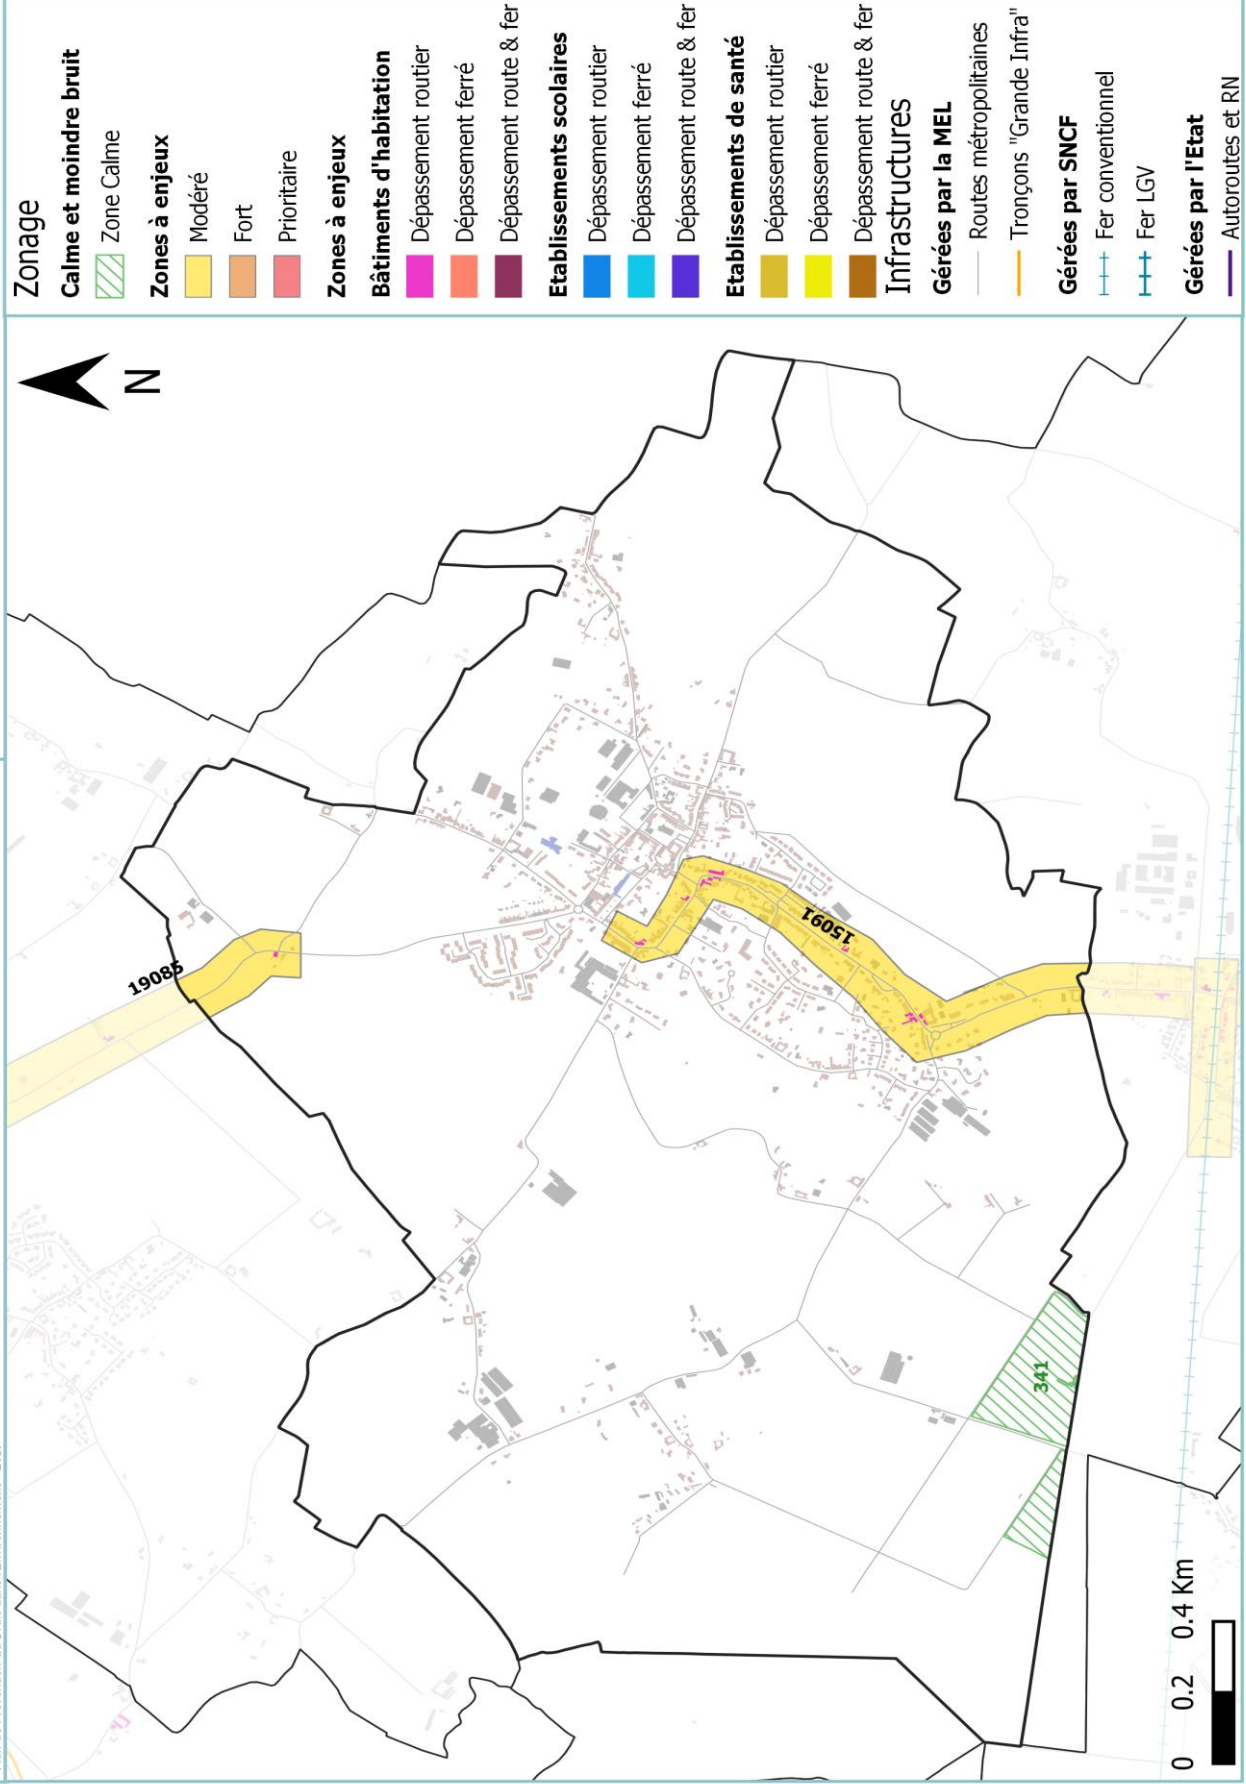 Zonage
Calme et moindre bruit
Zone Calme
Zones à enjeux
Modéré
Fort
Prioritaire
Zones à enjeux
Bâtiments d'habitation
Dépassement routier
Dépassement ferré
Dépassement route & fer
Etablissements scolaires
Dépassement routier
Dépassement ferré
Dépassement route & fer
Etablissements de santé
Dépassement routier
Dépassement ferré
Dépassement route & fer
Infrastructures
Gérées par la MEL
Routes métropolitaines
Tronçons "Grande Infra"
Gérées par SNCF
Fer conventionnel
Fer LGV
Gérées par l'Etat
Autoroutes et RN
N
19085
15091
341
0 0.2 0.4 Km